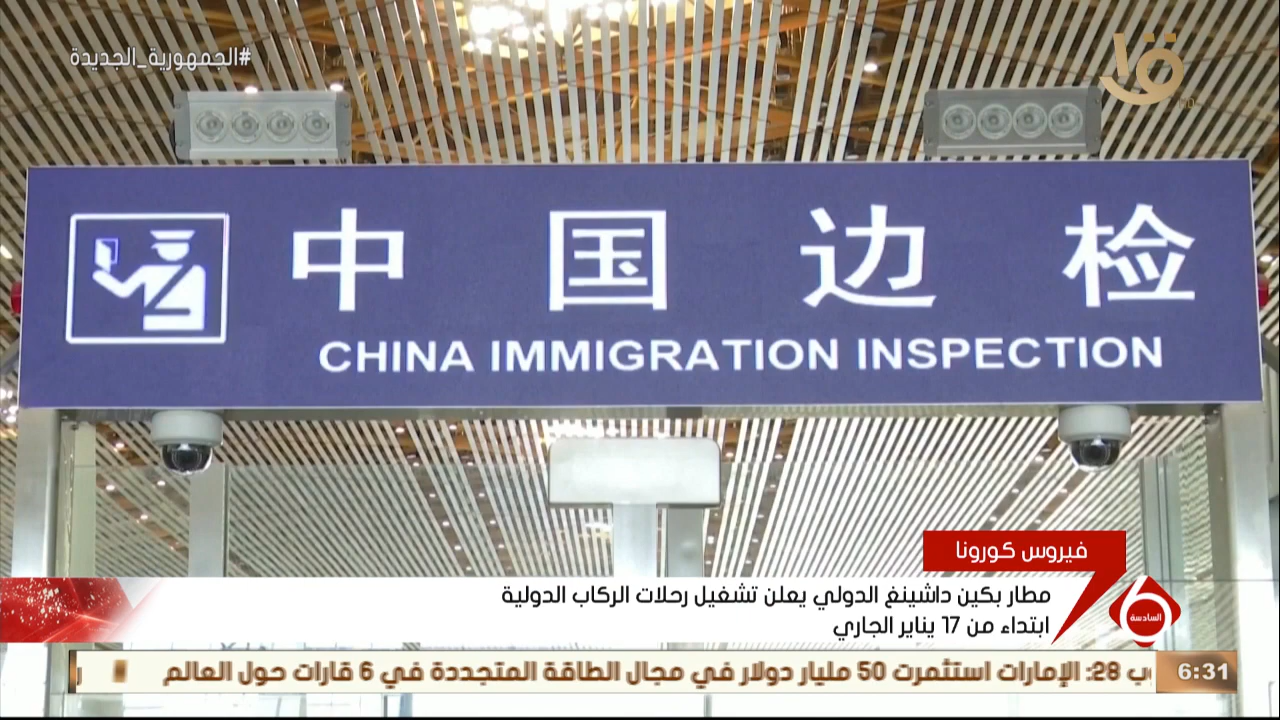 #الجمهورية_الجديدة
中国边检
CHINA IMMIGRATION INSPECTION
فيروس كورونا
مطار بكين داشينغ الدولي يعلن تشغيل رحلات الركاب الدولية
ابتداء من 17 يناير الجاري
السادسة
6:31
28: الإمارات استثمرت 50 مليار دولار في مجال الطاقة المتجددة في 6 قارات حول العالم